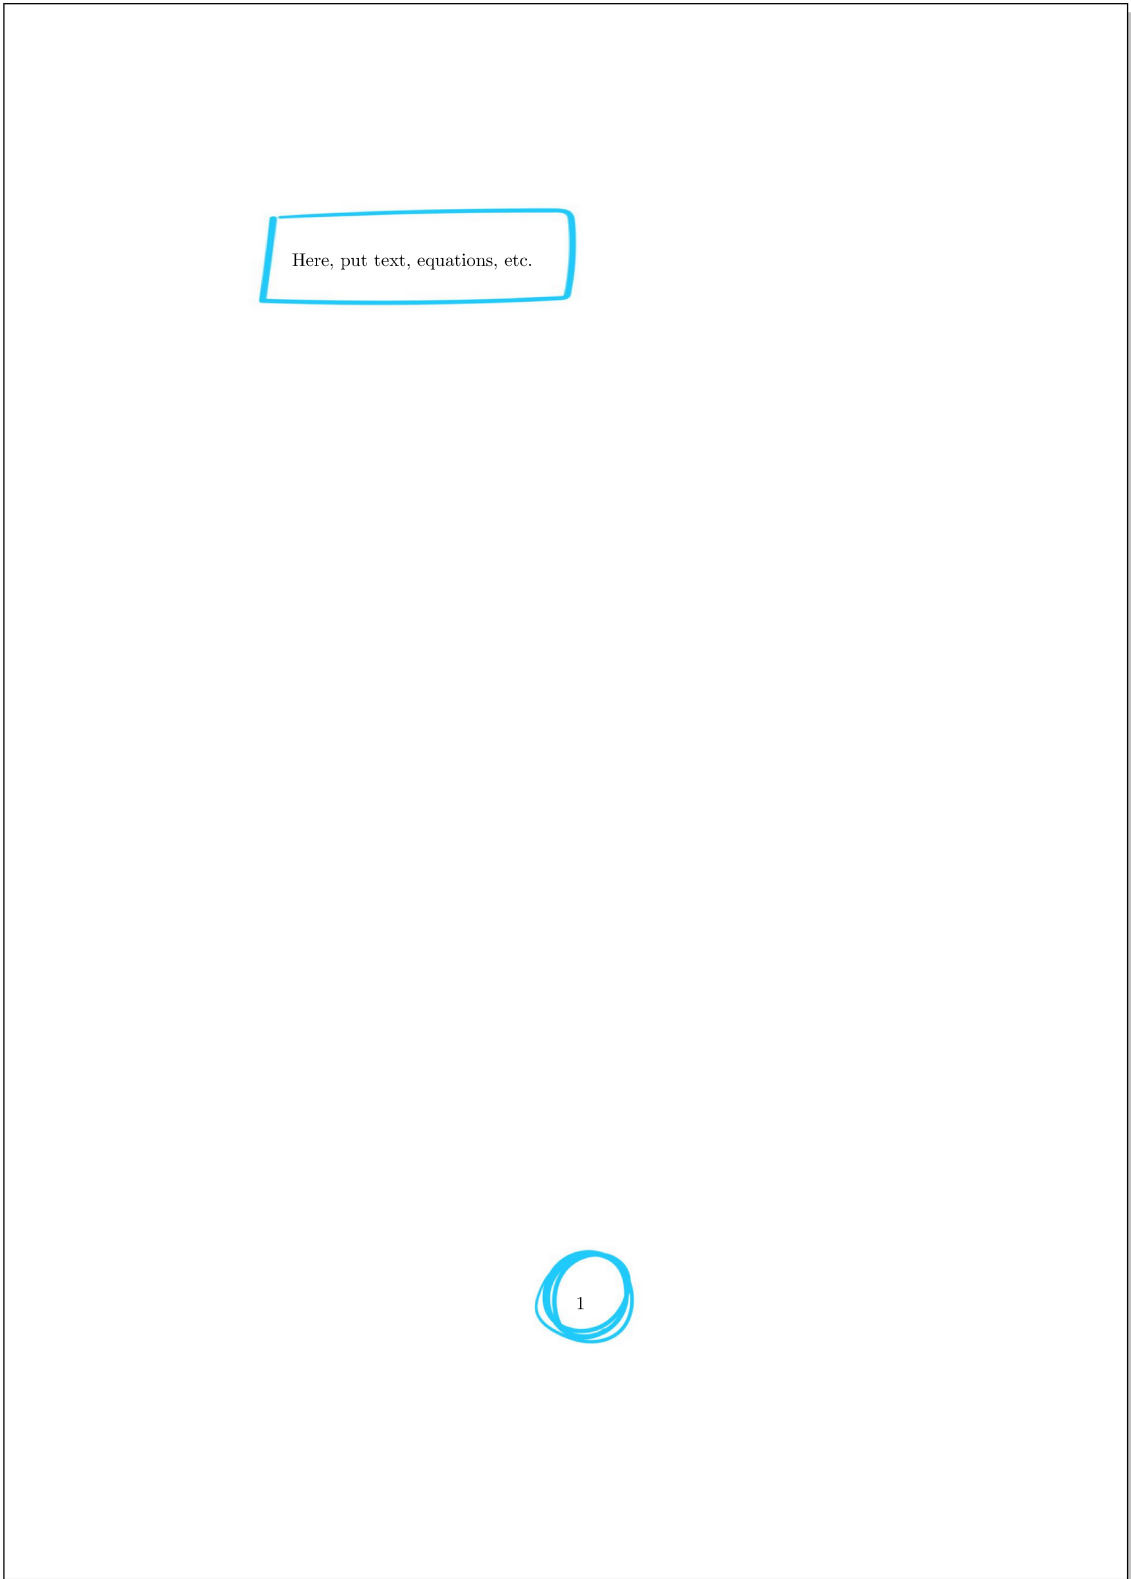 Here, put text, equations, etc.
1